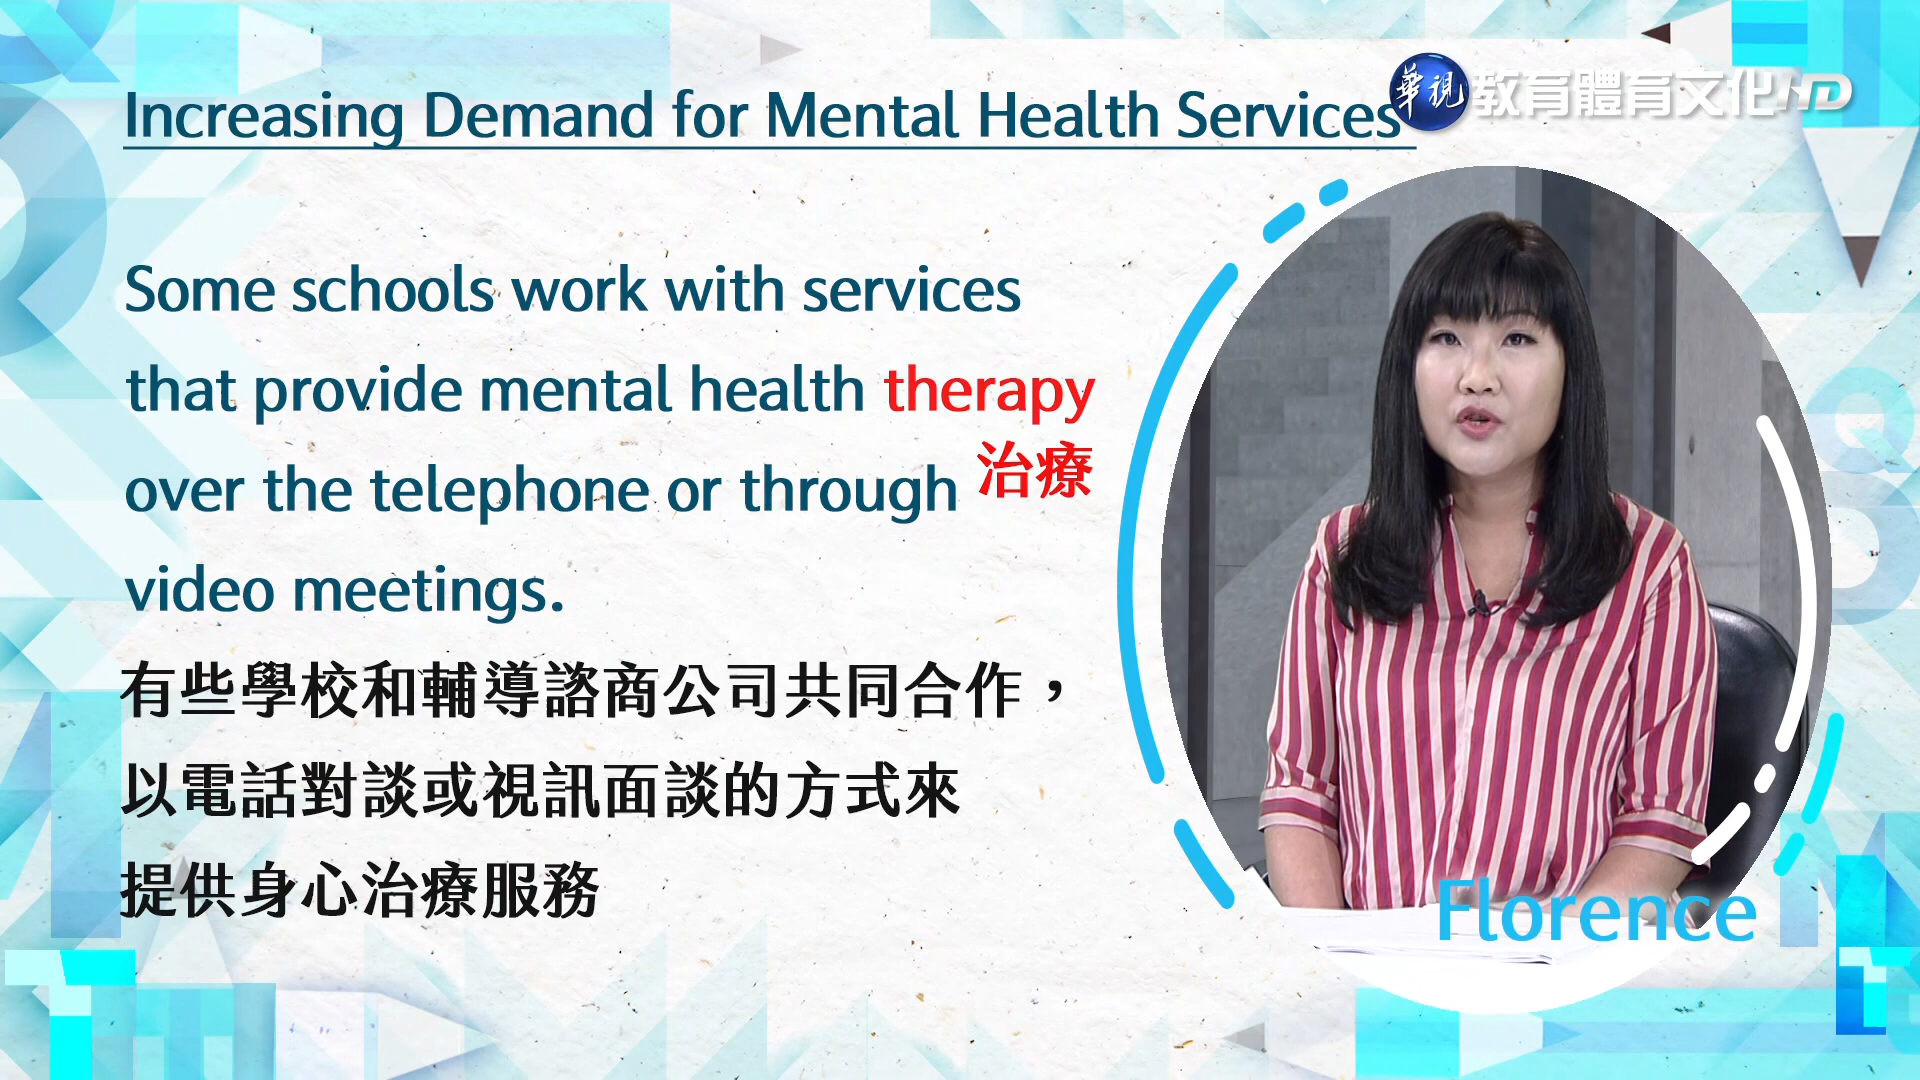 Increasing Demand for Mental Health Services
華視 教育體育文化HD
Some schools work with services
that provide mental health therapy
治療
over the telephone or through
video meetings.
有些學校和輔導諮商公司共同合作，
以電話對談或視訊面談的方式來
提供身心治療服務
Florence